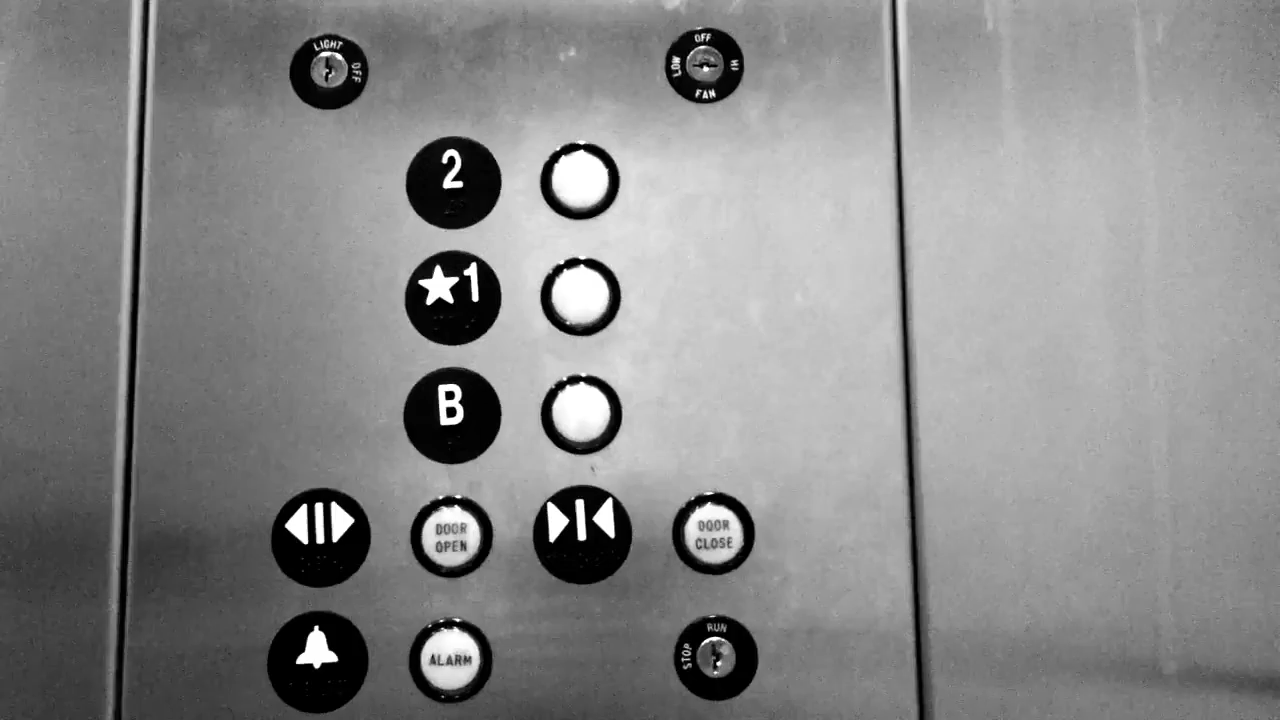 LIGHT
OFF
OFF
LOW
HI
FAN
2
★1
B
DOOR
OPEN
DOOR
CLOSE
ALARM
RUN
STOP